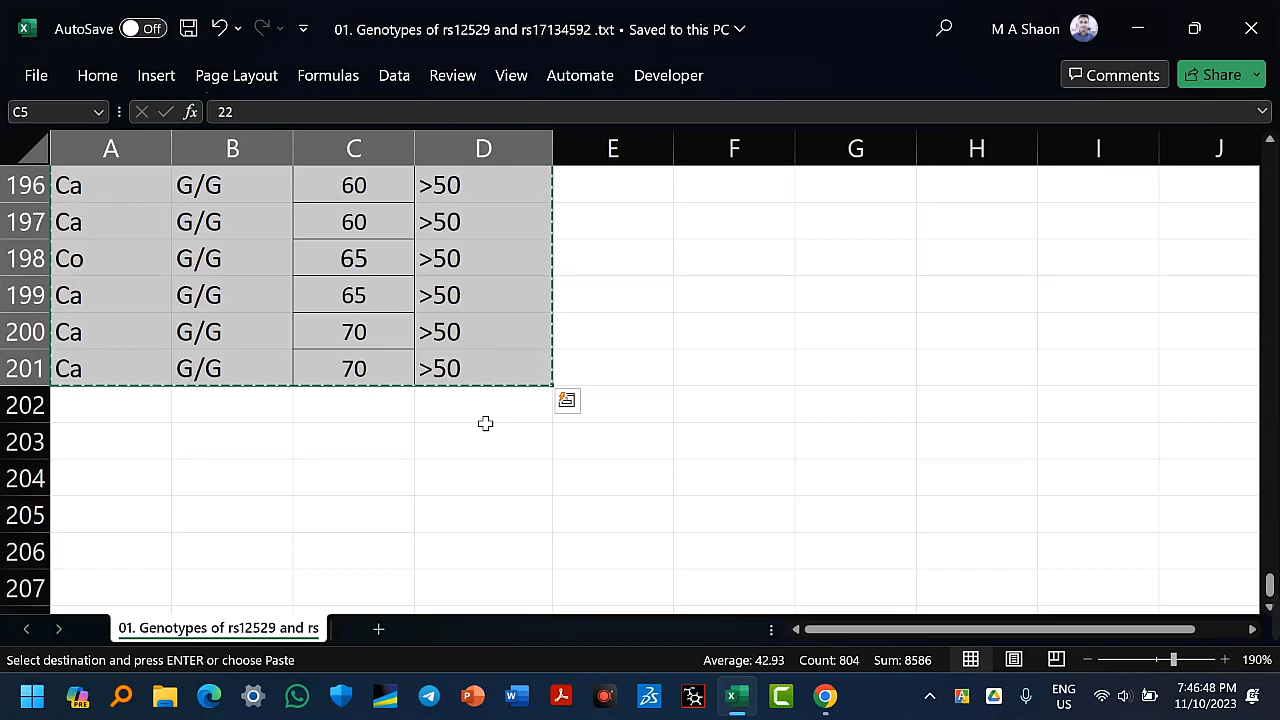 AutoSave Off 01. Genotypes of rs12529 and rs17134592 .txt • Saved to this PC M A Shaon
File Home Insert Page Layout Formulas Data Review View Automate Developer Comments Share
C5 fx 22
A B C D E F G H I J
196 Ca G/G 60 >50
197 Ca G/G 60 >50
198 Co G/G 65 >50
199 Ca G/G 65 >50
200 Ca G/G 70 >50
201 Ca G/G 70 >50
202
203
204
205
206
207
01. Genotypes of rs12529 and rs
Select destination and press ENTER or choose Paste Average: 42.93 Count: 804 Sum: 8586 190%
PRE ENG 7:46:48 PM
US 11/10/2023